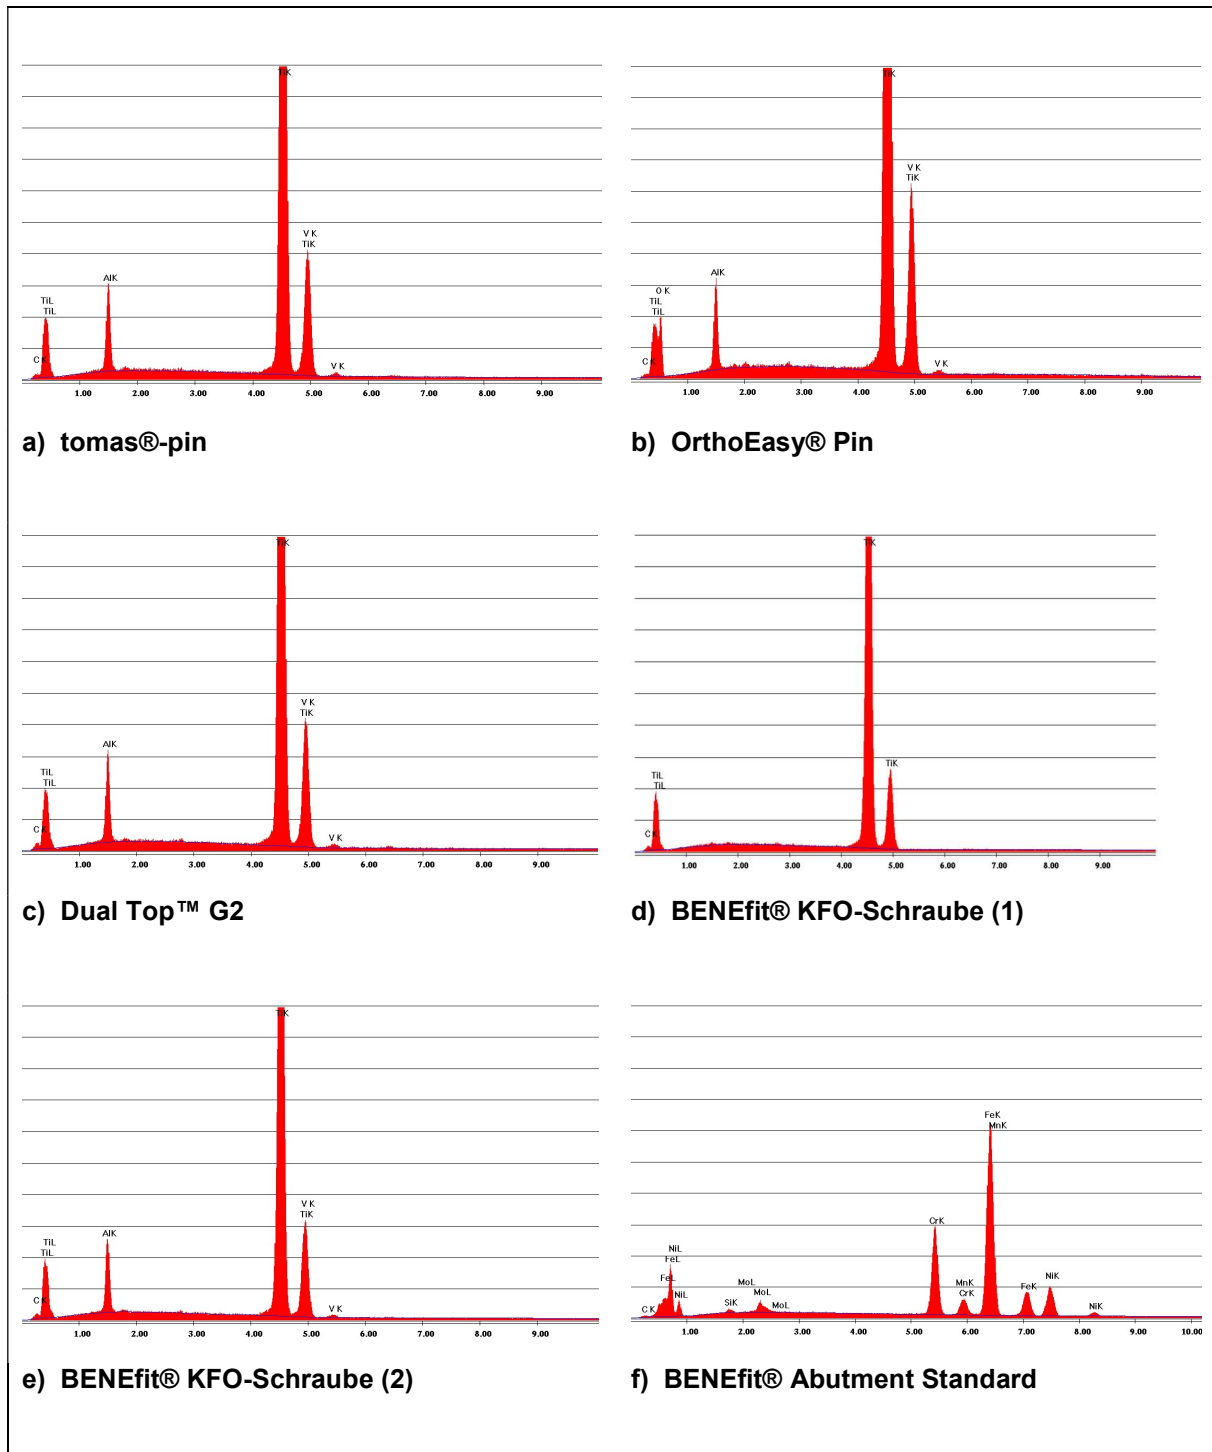 TiK
V K
TiK
AlK
TiL
TiL
C K
V K
1.00 2.00 3.00 4.00 5.00 6.00 7.00 8.00 9.00
a) tomas®-pin
TiK
V K
TiK
AlK
O K
TiL
TiL
C K
V K
1.00 2.00 3.00 4.00 5.00 6.00 7.00 8.00 9.00
b) OrthoEasy® Pin
TiK
V K
TiK
AlK
TiL
TiL
C K
V K
1.00 2.00 3.00 4.00 5.00 6.00 7.00 8.00 9.00
c) Dual Top™ G2
TiK
TiK
TiL
TiL
C K
1.00 2.00 3.00 4.00 5.00 6.00 7.00 8.00 9.00
d) BENEfit® KFO-Schraube (1)
TiK
V K
TiK
AlK
TiL
TiL
C K
V K
1.00 2.00 3.00 4.00 5.00 6.00 7.00 8.00 9.00
e) BENEfit® KFO-Schraube (2)
FeK
MnK
CrK
NiL
FeL
FeL
NiL
C K
MoL
SiK
MoL
MnK
CrK
FeK
NiK
NiK
1.00 2.00 3.00 4.00 5.00 6.00 7.00 8.00 9.00 10.00
f) BENEfit® Abutment Standard